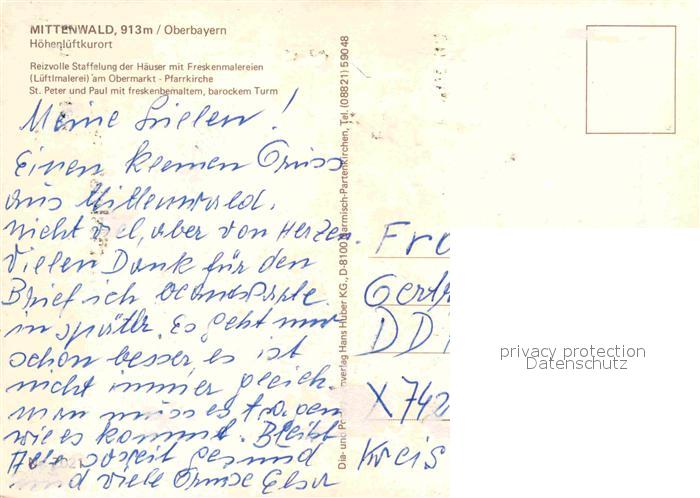 MITTENWALD, 913m / Oberbayern
Höhenluftkurort
Reizvolle Staffelung der Häuser mit Freskenmalereien
(Lüftlmalerei) am Obermarkt - Pfarrkirche
St. Peter und Paul mit freskenbemaltem, barockem Turm
Meine Lieben!
Einen kleinen Gruss
aus Mittenwald.
nicht viel, aber von Herzen.
Vielen Dank für den
Brief ich beantworte
in später. Es geht mir
schon besser es ist
nicht immer gleich.
man muss es tragen
wie es kommt. Bleibt
Alle soweit gesund
und viele Grüsse Elsa
Dia- und Hans Huber KG., D-8100 Garmisch-Partenkirchen, Tel. (08821) 59048
Fra
Gertr
DD
X742
Kreis
privacy protection
Datenschutz